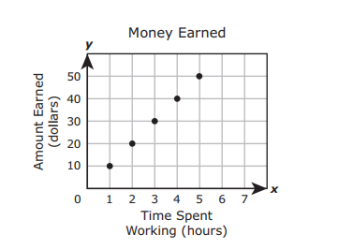 Money Earned
y
Amount Earned
(dollars)
50
40
30
20
10
0 1 2 3 4 5 6 7 x
Time Spent
Working (hours)